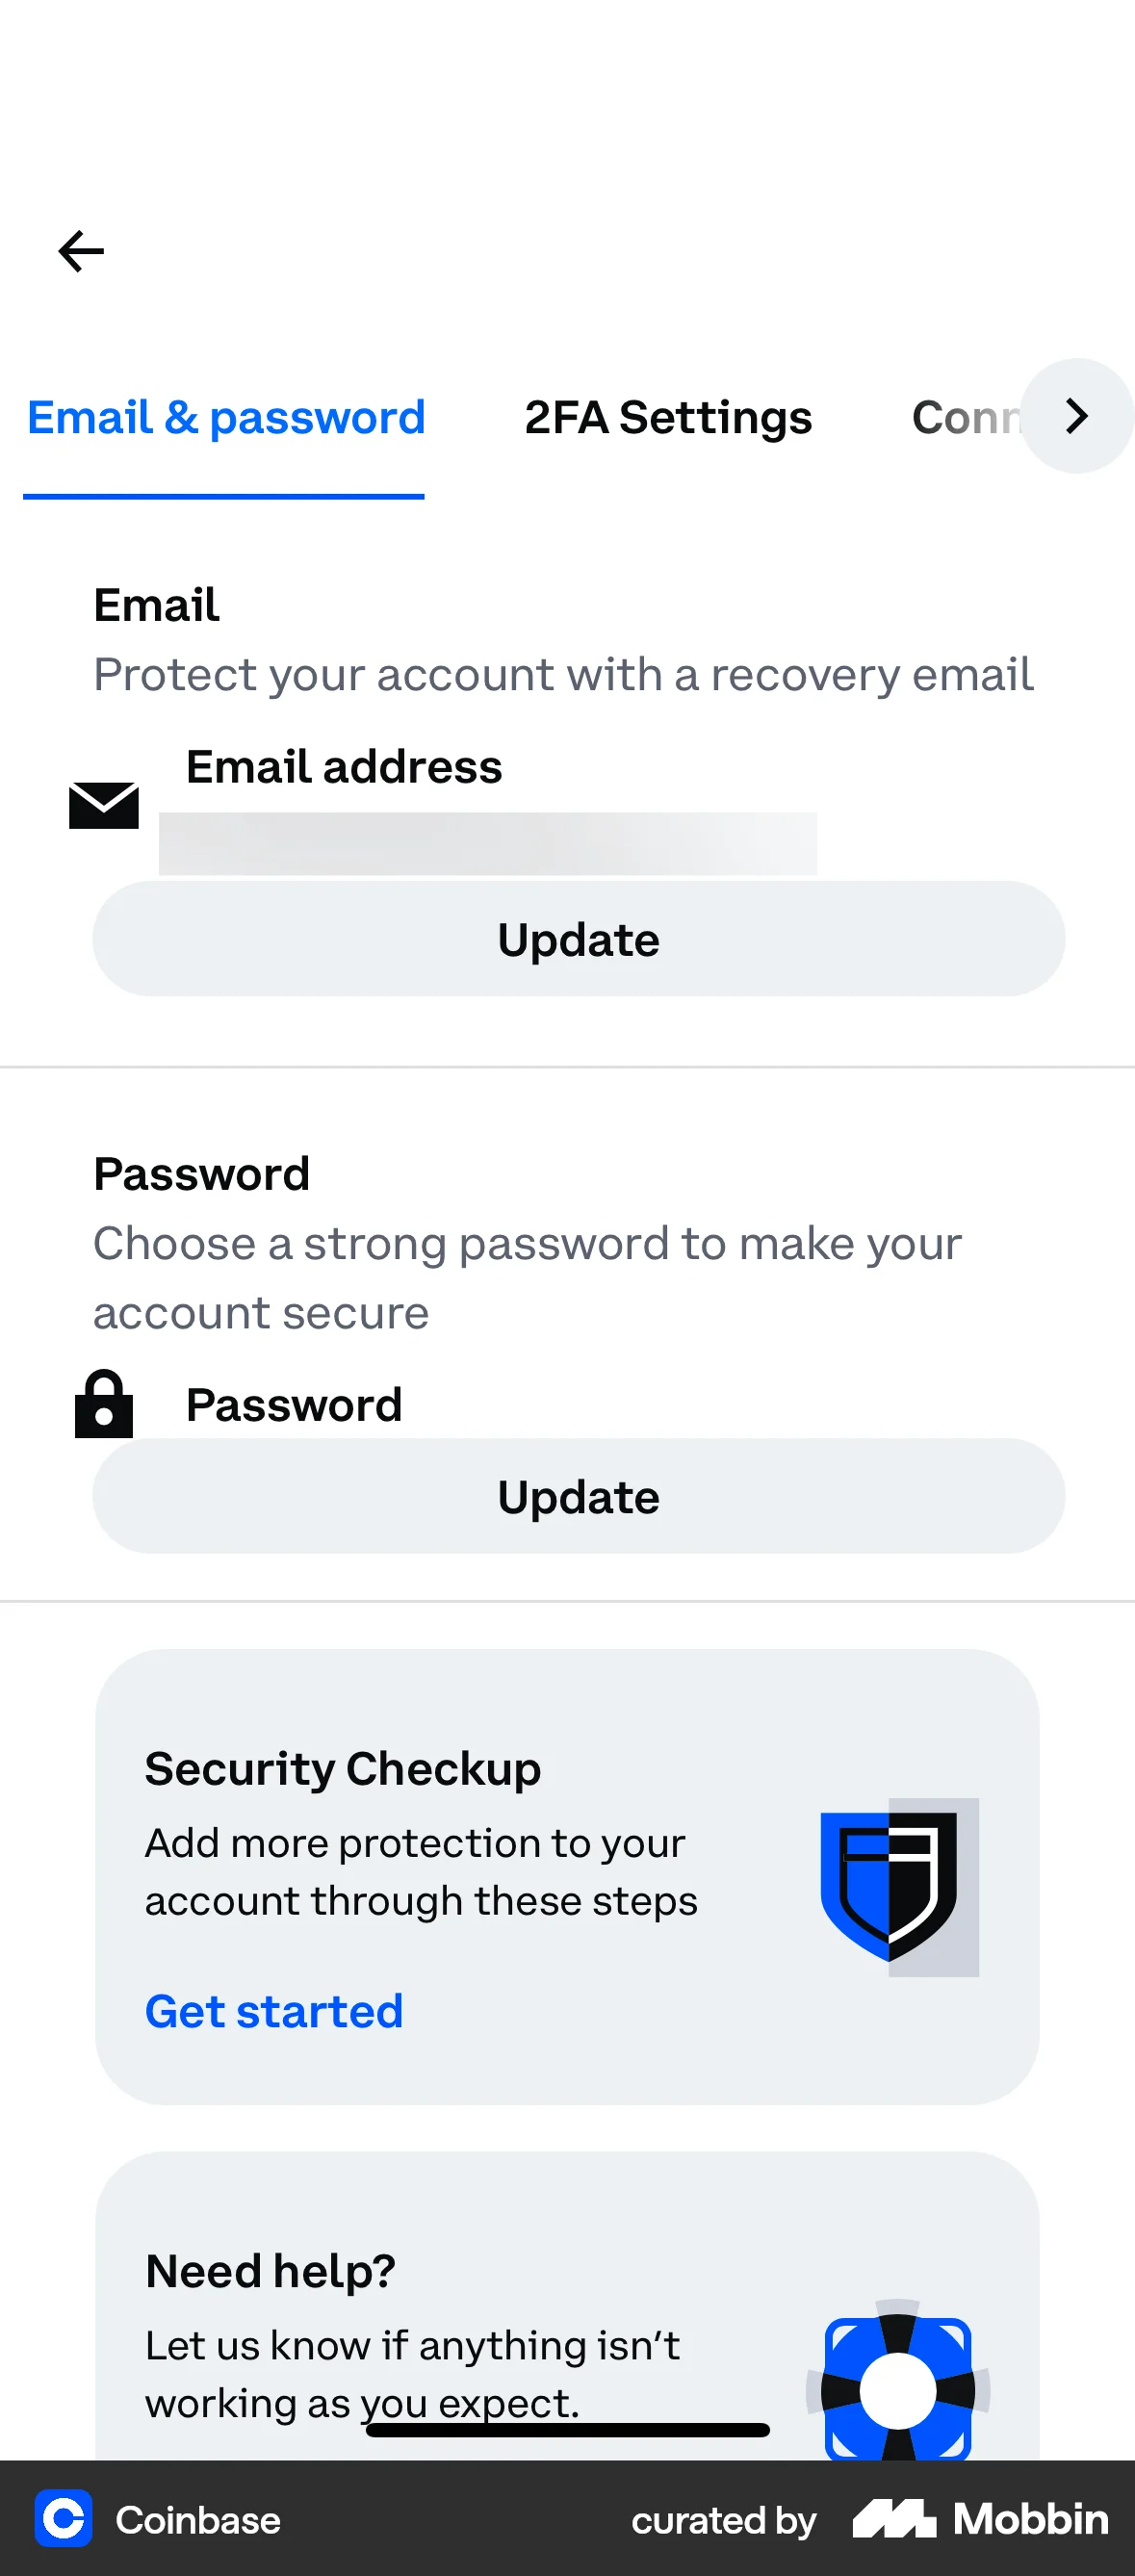 Email & password
2FA Settings
Conn
Email
Protect your account with a recovery email
Email address
Update
Password
Choose a strong password to make your
account secure
Password
Update
Security Checkup
Add more protection to your
account through these steps
Get started
Need help?
Let us know if anything isn’t
working as you expect.
Coinbase
curated by Mobbin